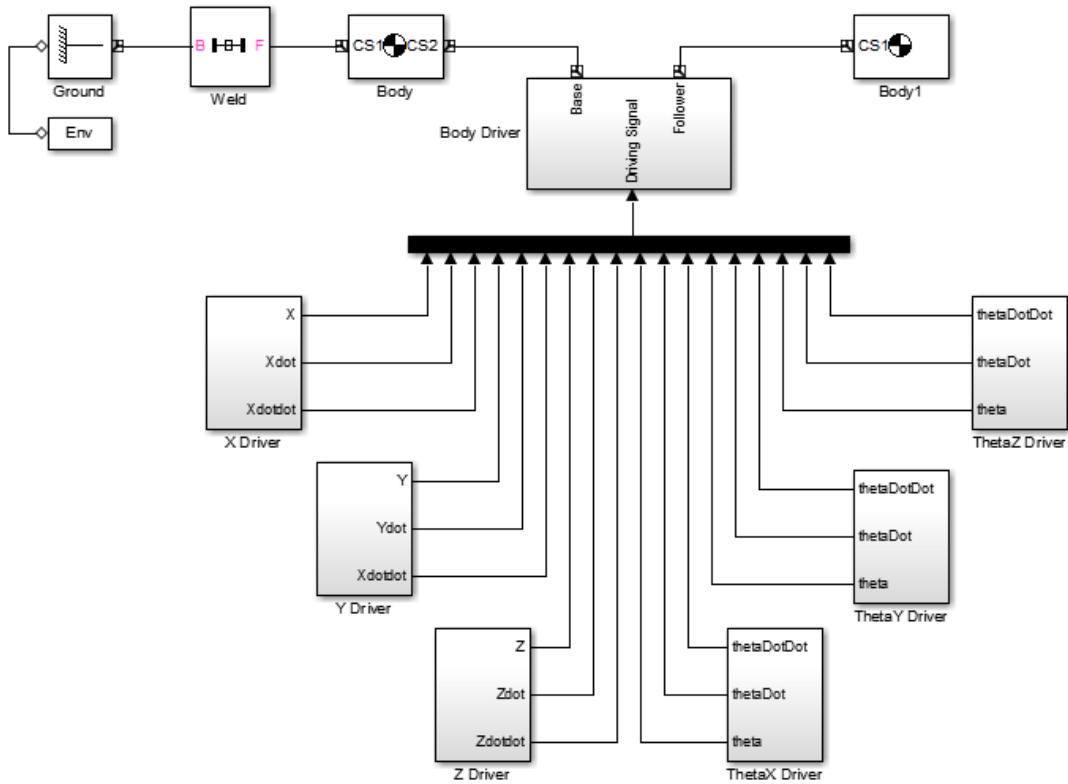 B F
CS1 CS2
CS1
Ground
Weld
Body
Body1
Env
Base
Follower
Body Driver
Driving Signal
X
Xdot
Xdotdot
X Driver
thetaDotDot
thetaDot
theta
ThetaZ Driver
Y
Ydot
Xdotdot
Y Driver
thetaDotDot
thetaDot
theta
ThetaY Driver
Z
Zdot
Zdotdot
Z Driver
thetaDotDot
thetaDot
theta
ThetaX Driver